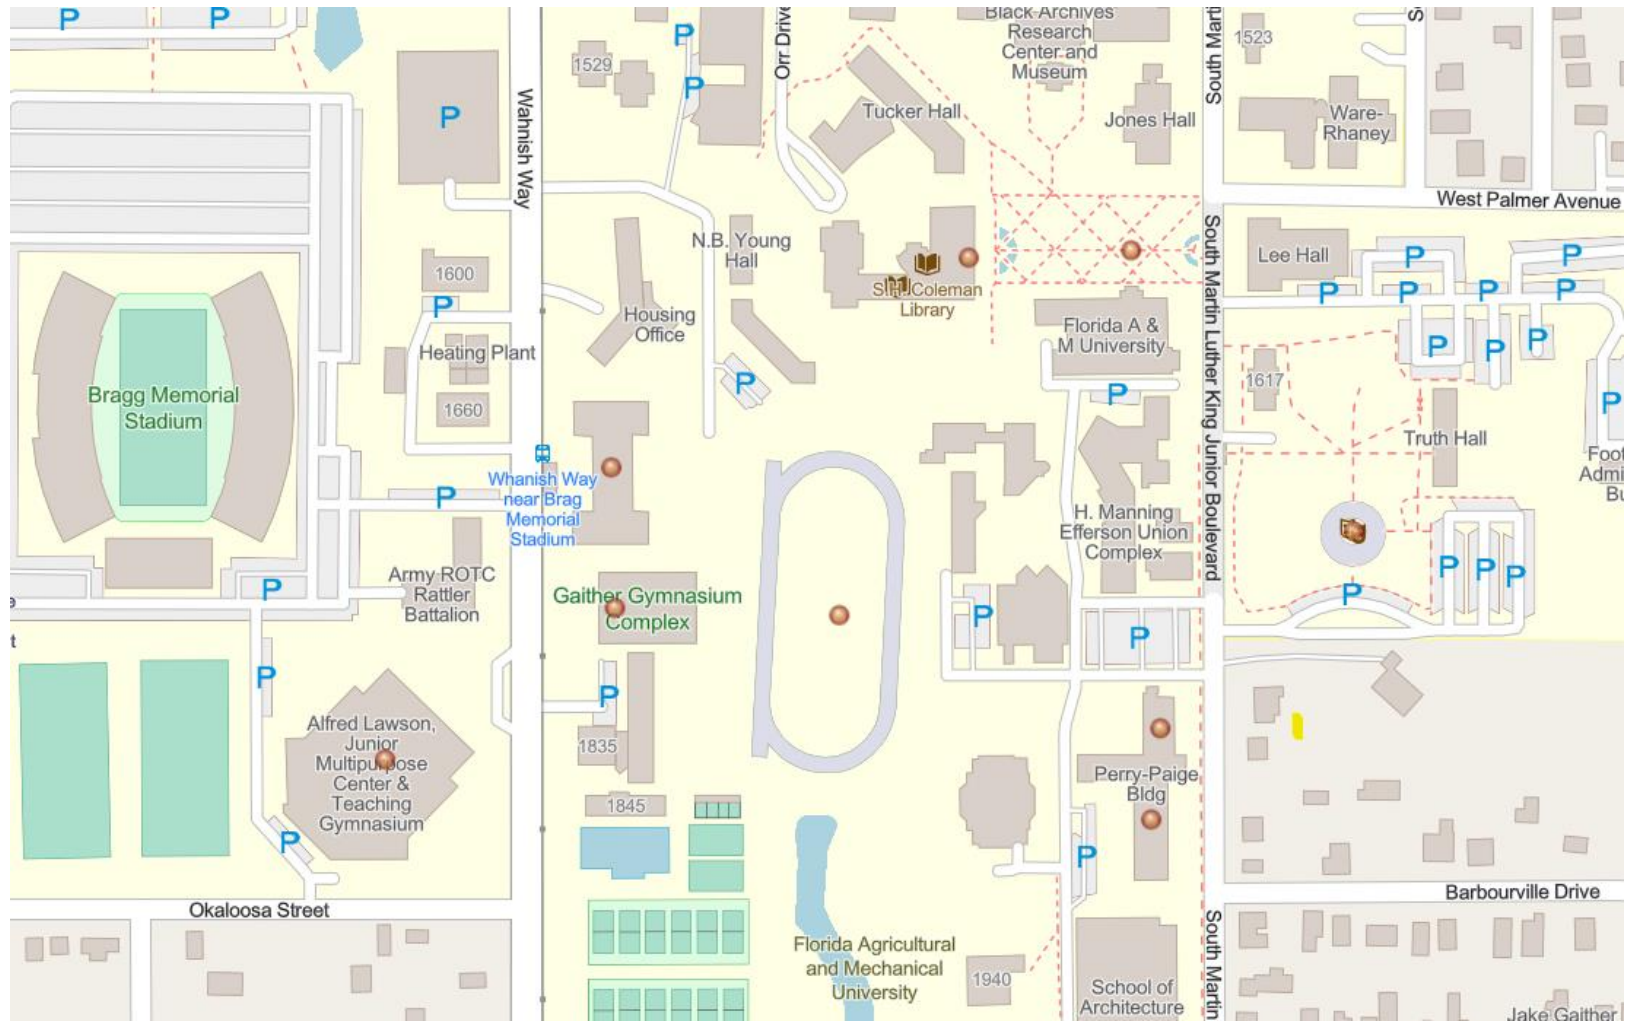 P
P
P
P
P
P
1529
Orr Drive
Black Archives
Research
Center and
Museum
South Mart
1523
Tucker Hall
Jones Hall
Ware-
Rhaney
Wahnish Way
West Palmer Avenue
N.B. Young
Hall
1600
P
Housing
Office
S.H. Coleman
Library
Florida A &
M University
P
Lee Hall
P
P
P
P
P
P
P
P
P
P
Heating Plant
P
1660
Bragg Memorial
Stadium
1617
Truth Hall
South Martin Luther King Junior Boulevard
Foot
Admi
Bu
Whanish Way
near Brag
Memorial
Stadium
P
H. Manning
Efferson Union
Complex
Army ROTC
Rattler
Battalion
P
e
t
Gaither Gymnasium
Complex
P
P
P
P
P
P
P
P
Alfred Lawson,
Junior
Multipurpose
Center &
Teaching
Gymnasium
P
1835
1845
Perry-Paige
Bldg
P
Okaloosa Street
Barbourville Drive
Florida Agricultural
and Mechanical
University
1940
School of
Architecture
South Martin
Jake Gaither